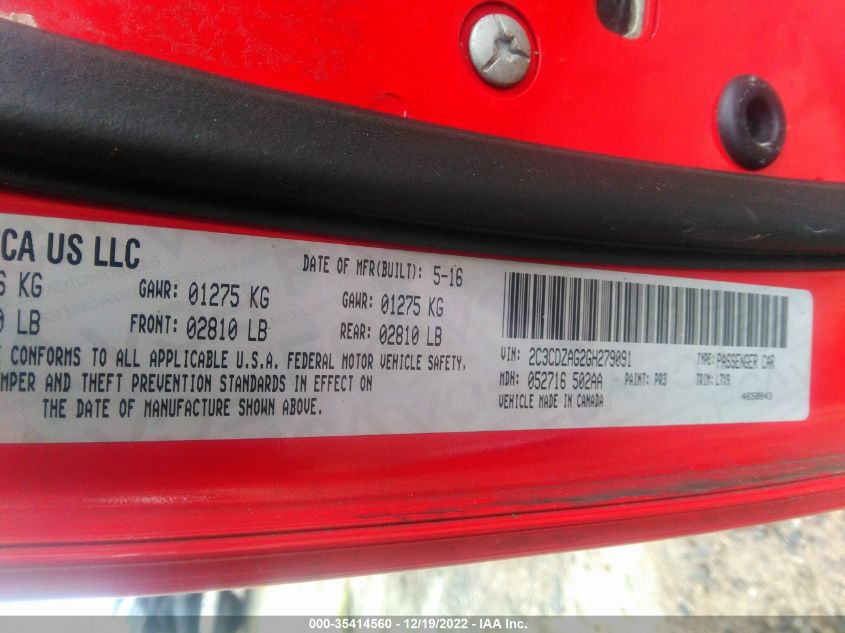 CA US LLC
DATE OF MFR(BUILT): 5-16
KG GAWR: 01275 KG GAWR: 01275 KG
LB FRONT: 02810 LB REAR: 02810 LB
CONFORMS TO ALL APPLICABLE U.S.A. FEDERAL MOTOR VEHICLE SAFETY,
MPER AND THEFT PREVENTION STANDARDS IN EFFECT ON
THE DATE OF MANUFACTURE SHOWN ABOVE.
VIN: 2C3CDZAG2GH279091 TYPE: PASSENGER CAR
MDH: 052716 502AA PAINT: PR3 TRIM: L7X9
VEHICLE MADE IN CANADA
000-35414560 - 12/19/2022 - IAA Inc.